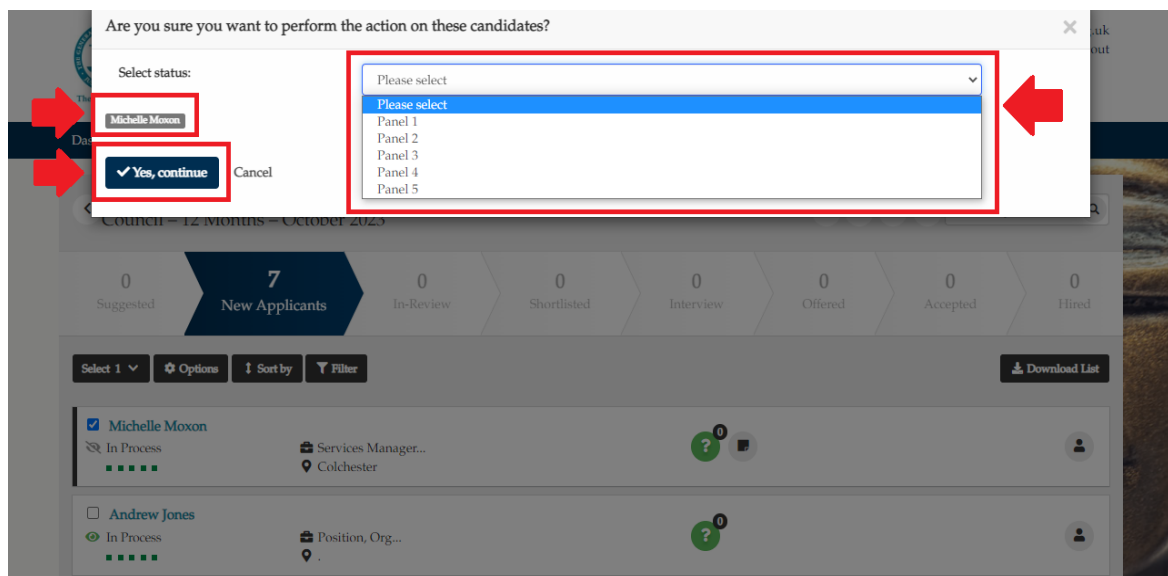 Are you sure you want to perform the action on these candidates?
×
.uk
out
Select status:
Please select
Please select
Panel 1
Panel 2
Panel 3
Panel 4
Panel 5
The
Michelle Moxon
Das
Yes, continue
Cancel
Council – 12 Months – October 2023
0
Suggested
7
New Applicants
0
In-Review
0
Shortlisted
0
Interview
0
Offered
0
Accepted
0
Hired
Select 1
Options
Sort by
Filter
Download List
Michelle Moxon
In Process
Services Manager...
Colchester
?
0
Andrew Jones
In Process
Position, Org...
.
?
0